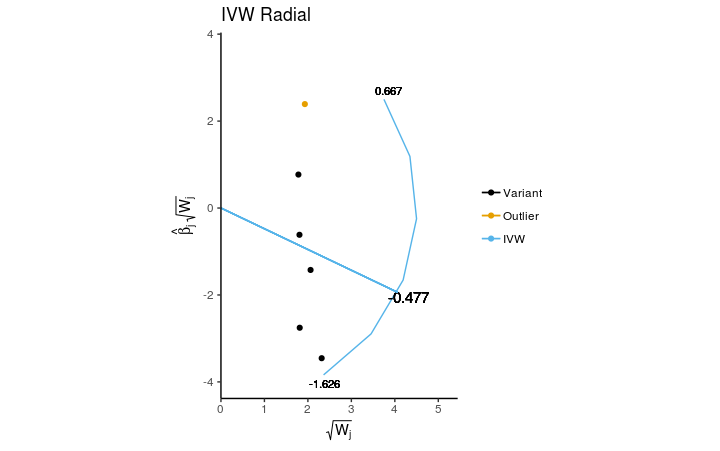 IVW Radial
4
2
0
-2
-4
β̂j√Wj
0.667
-0.477
-1.626
0 1 2 3 4 5
√Wj
Variant
Outlier
IVW